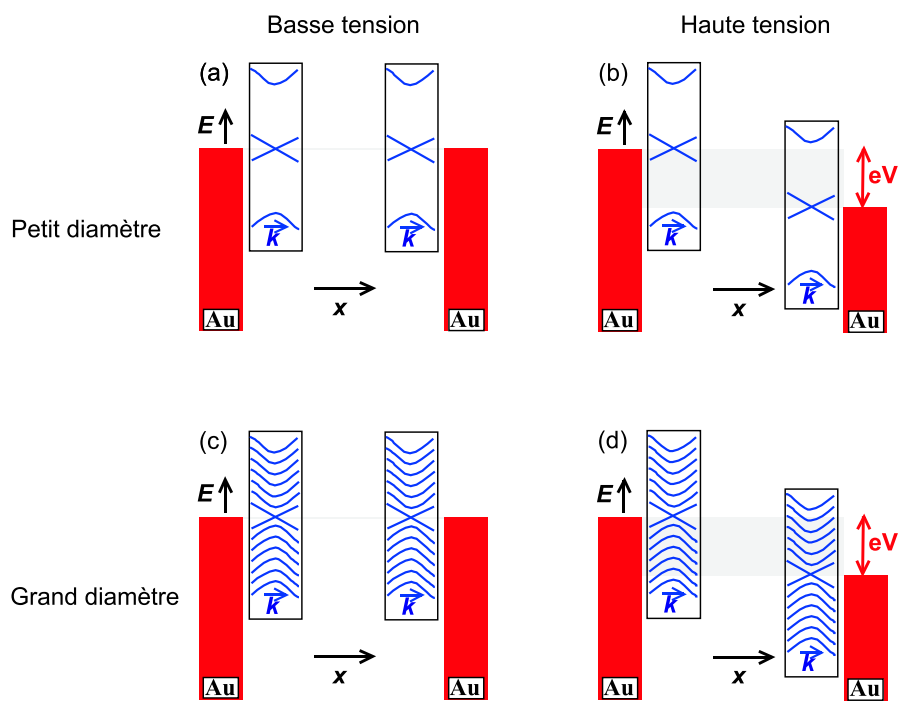 Basse tension
Haute tension
(a)
(b)
E
E
eV
Petit diamètre
k
k
k
k
x
x
Au
Au
Au
Au
(c)
(d)
E
E
eV
Grand diamètre
k
k
k
k
x
x
Au
Au
Au
Au